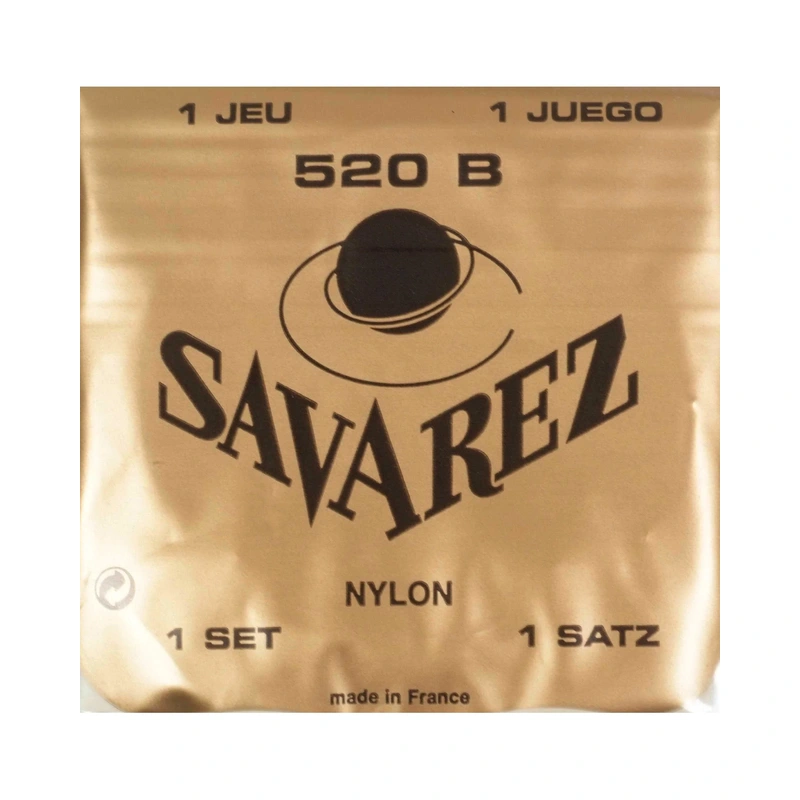 1 JEU 1 JUEGO
520 B
SAVAREZ
NYLON
1 SET 1 SATZ
made in France